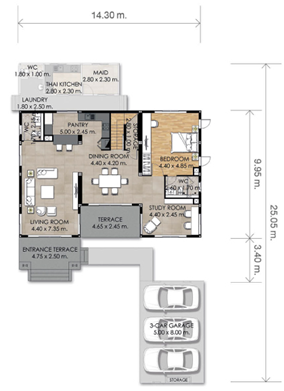 14.30 m.
WC
1.80 x 1.00 m.
MAID
2.80 x 2.30 m.
THAI KITCHEN
2.80 x 2.30 m.
LAUNDRY
1.80 x 2.50 m.
WC
PANTRY
5.00 x 2.45 m.
STORAGE
DINING ROOM
4.40 x 4.20 m.
BEDROOM
4.40 x 4.85 m.
WC
2.60 x 1.70 m.
LIVING ROOM
4.40 x 7.35 m.
STUDY ROOM
4.40 x 2.45 m.
TERRACE
4.65 x 2.45 m.
ENTRANCE TERRACE
4.75 x 2.50 m.
3-CAR GARAGE
5.00 x 8.00 m.
STORAGE
9.95 m.
3.40 m.
25.05 m.